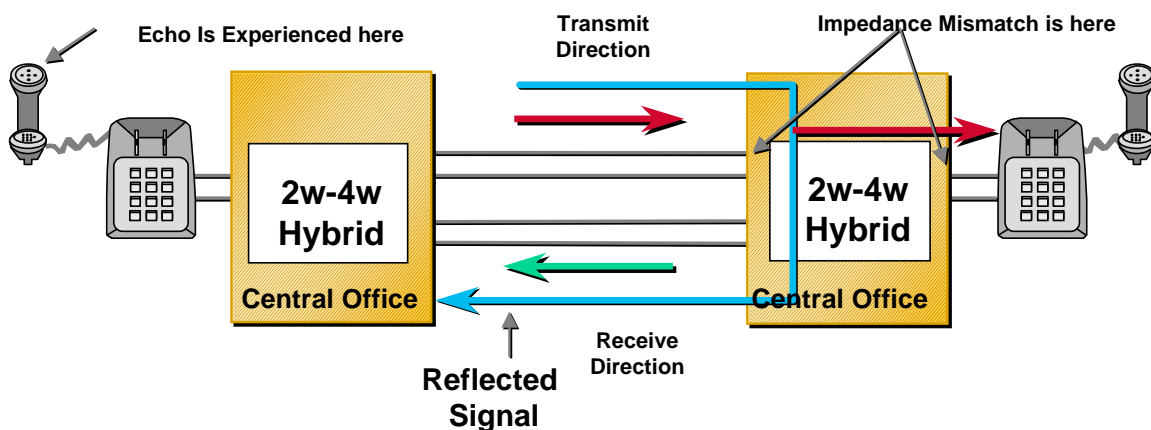 Echo Is Experienced here
Transmit
Direction
Impedance Mismatch is here
2w-4w
Hybrid
Central Office
2w-4w
Hybrid
Central Office
Receive
Direction
Reflected
Signal